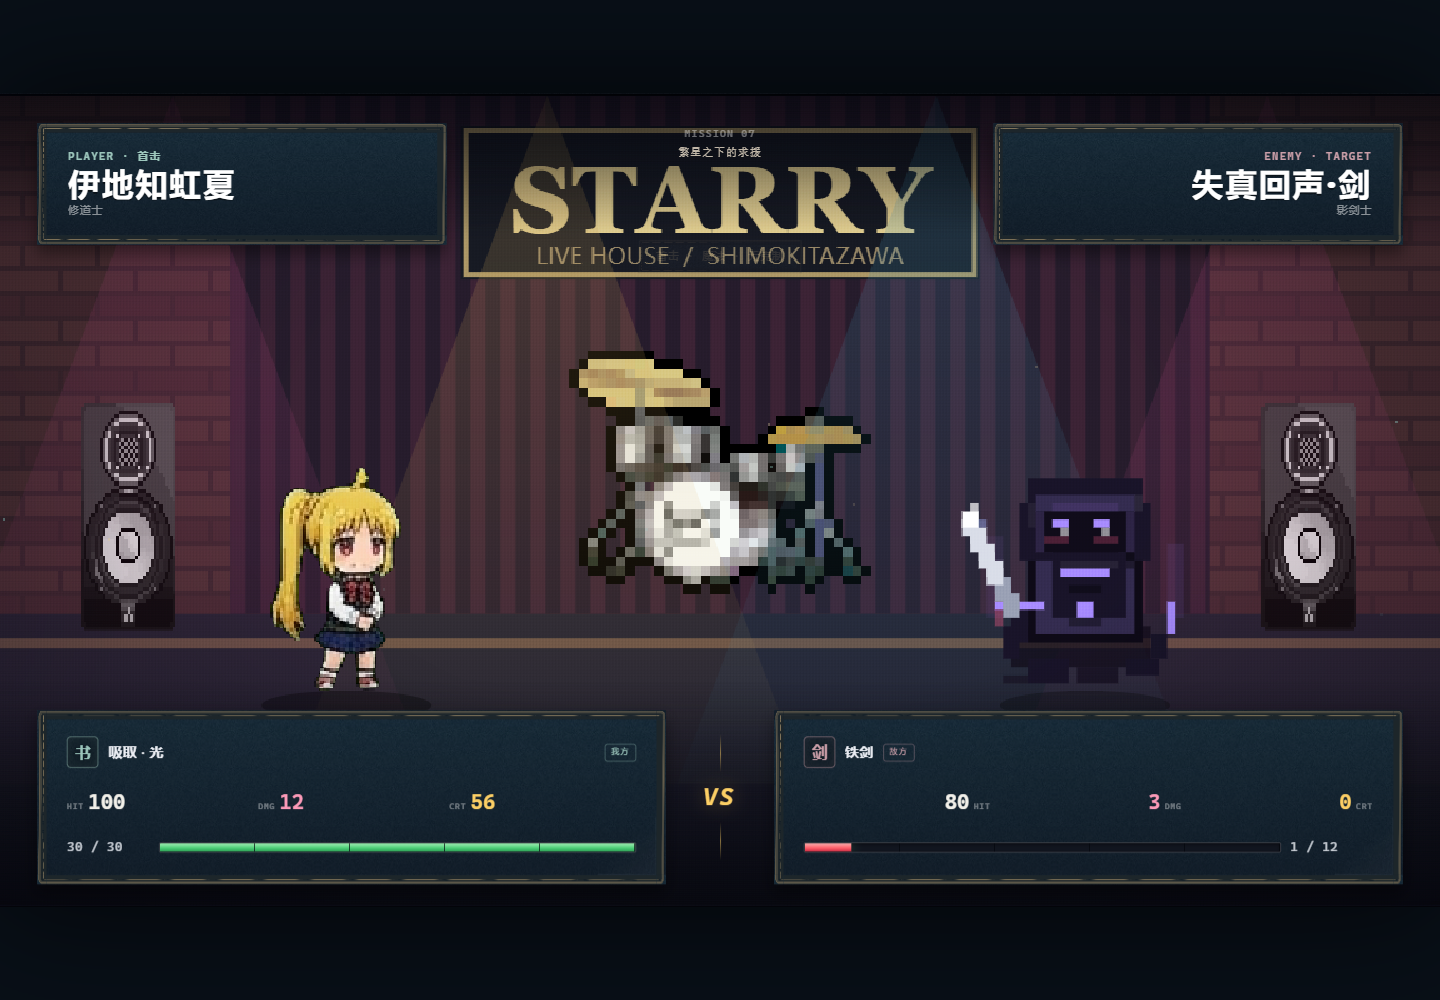 PLAYER · 首击
伊地知虹夏
修道士
MISSION 07
繁星之下的求援
STARRY
LIVE HOUSE / SHIMOKITAZAWA
ENEMY · TARGET
失真回声·剑
影剑士
书 吸取·光 我方
HIT 100 DMG 12 CRT 56
30 / 30
VS
剑 铁剑 敌方
80 HIT 3 DMG 0 CRT
1 / 12